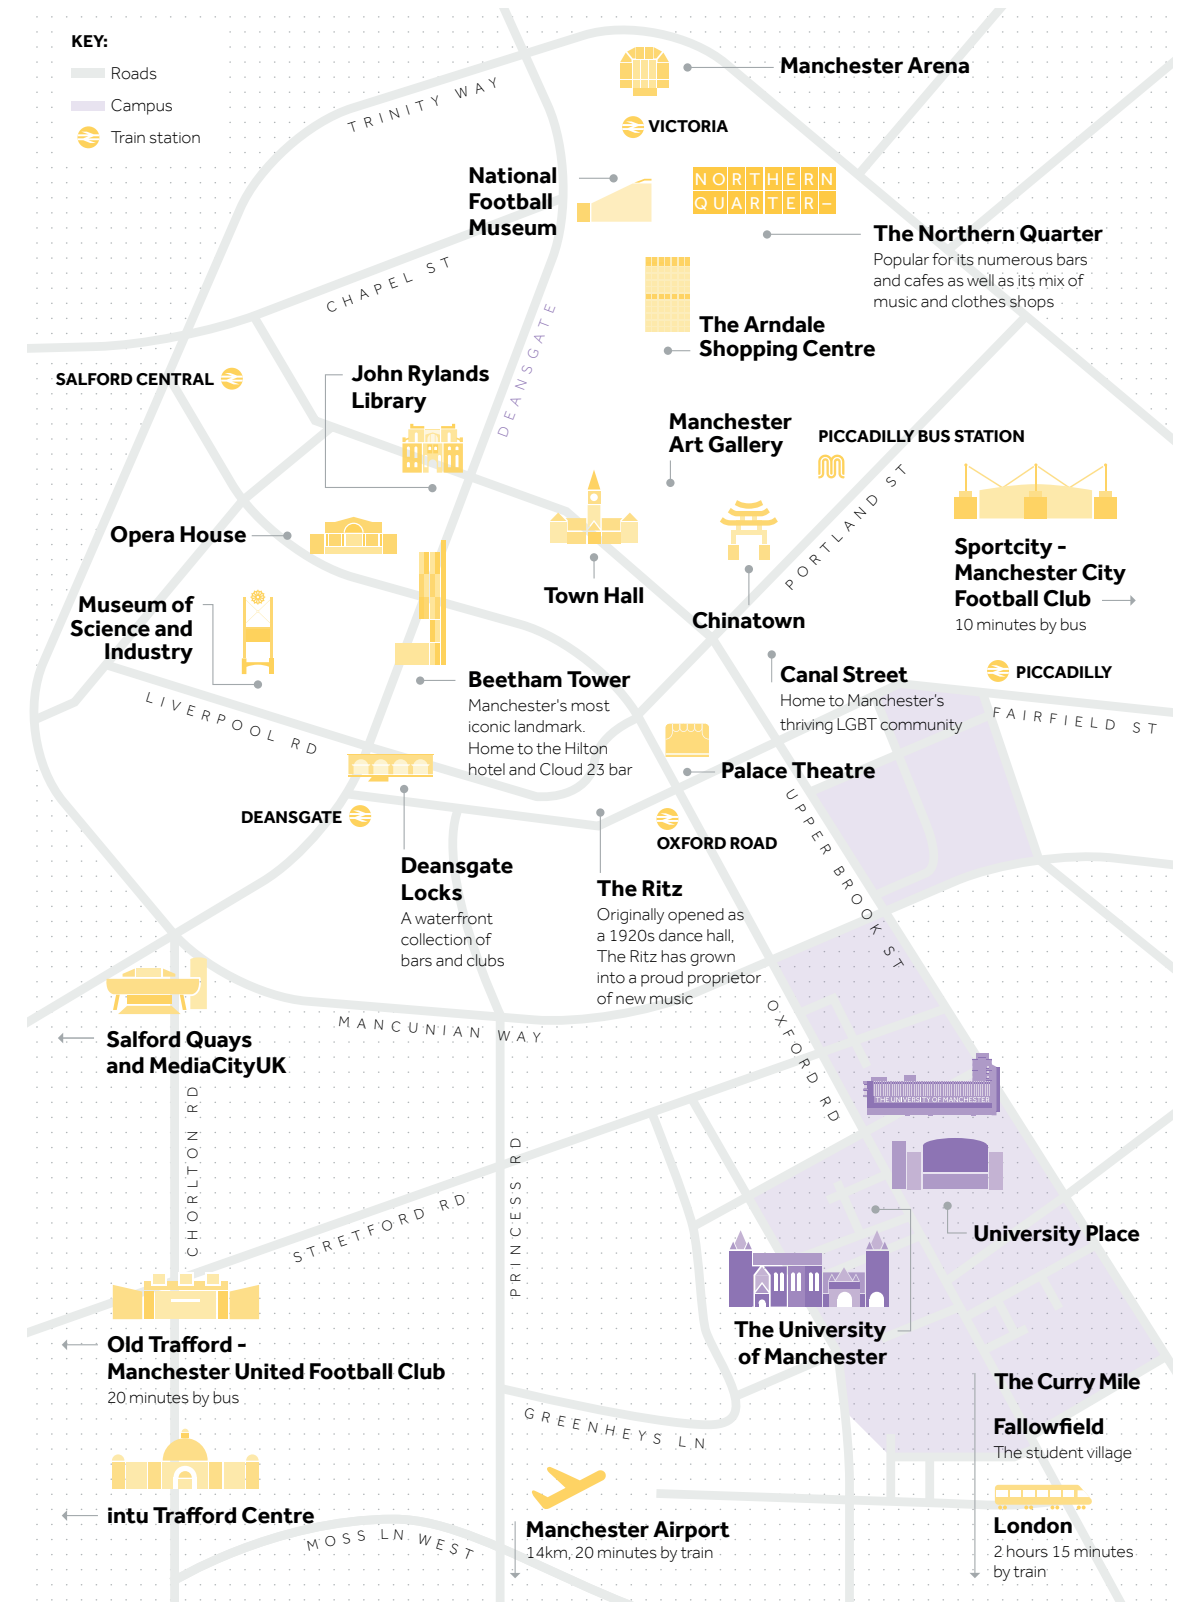 KEY:
Roads
Campus
Train station
TRINITY WAY
Manchester Arena
VICTORIA
National
Football
Museum
NORTHERN
QUARTER–
The Northern Quarter
Popular for its numerous bars
and cafes as well as its mix of
music and clothes shops
CHAPEL ST
DEANSGATE
The Arndale
Shopping Centre
SALFORD CENTRAL
John Rylands
Library
Manchester
Art Gallery
PICCADILLY BUS STATION
PORTLAND ST
Opera House
Sportcity -
Manchester City
Football Club
10 minutes by bus
Town Hall
Chinatown
Museum of
Science and
Industry
Beetham Tower
Manchester's most
iconic landmark.
Home to the Hilton
hotel and Cloud 23 bar
Canal Street
Home to Manchester's
thriving LGBT community
PICCADILLY
FAIRFIELD ST
LIVERPOOL RD
Palace Theatre
DEANSGATE
OXFORD ROAD
UPPER BROOK ST
Deansgate
Locks
A waterfront
collection of
bars and clubs
The Ritz
Originally opened as
a 1920s dance hall,
The Ritz has grown
into a proud proprietor
of new music
MANCUNIAN WAY
OXFORD RD
Salford Quays
and MediaCityUK
THE UNIVERSITY OF MANCHESTER
CHORLTON RD
STRETFORD RD
PRINCESS RD
University Place
The University
of Manchester
Old Trafford -
Manchester United Football Club
20 minutes by bus
The Curry Mile
Fallowfield
The student village
GREENHEYS LN
intu Trafford Centre
MOSS LN WEST
Manchester Airport
14km, 20 minutes by train
London
2 hours 15 minutes
by train